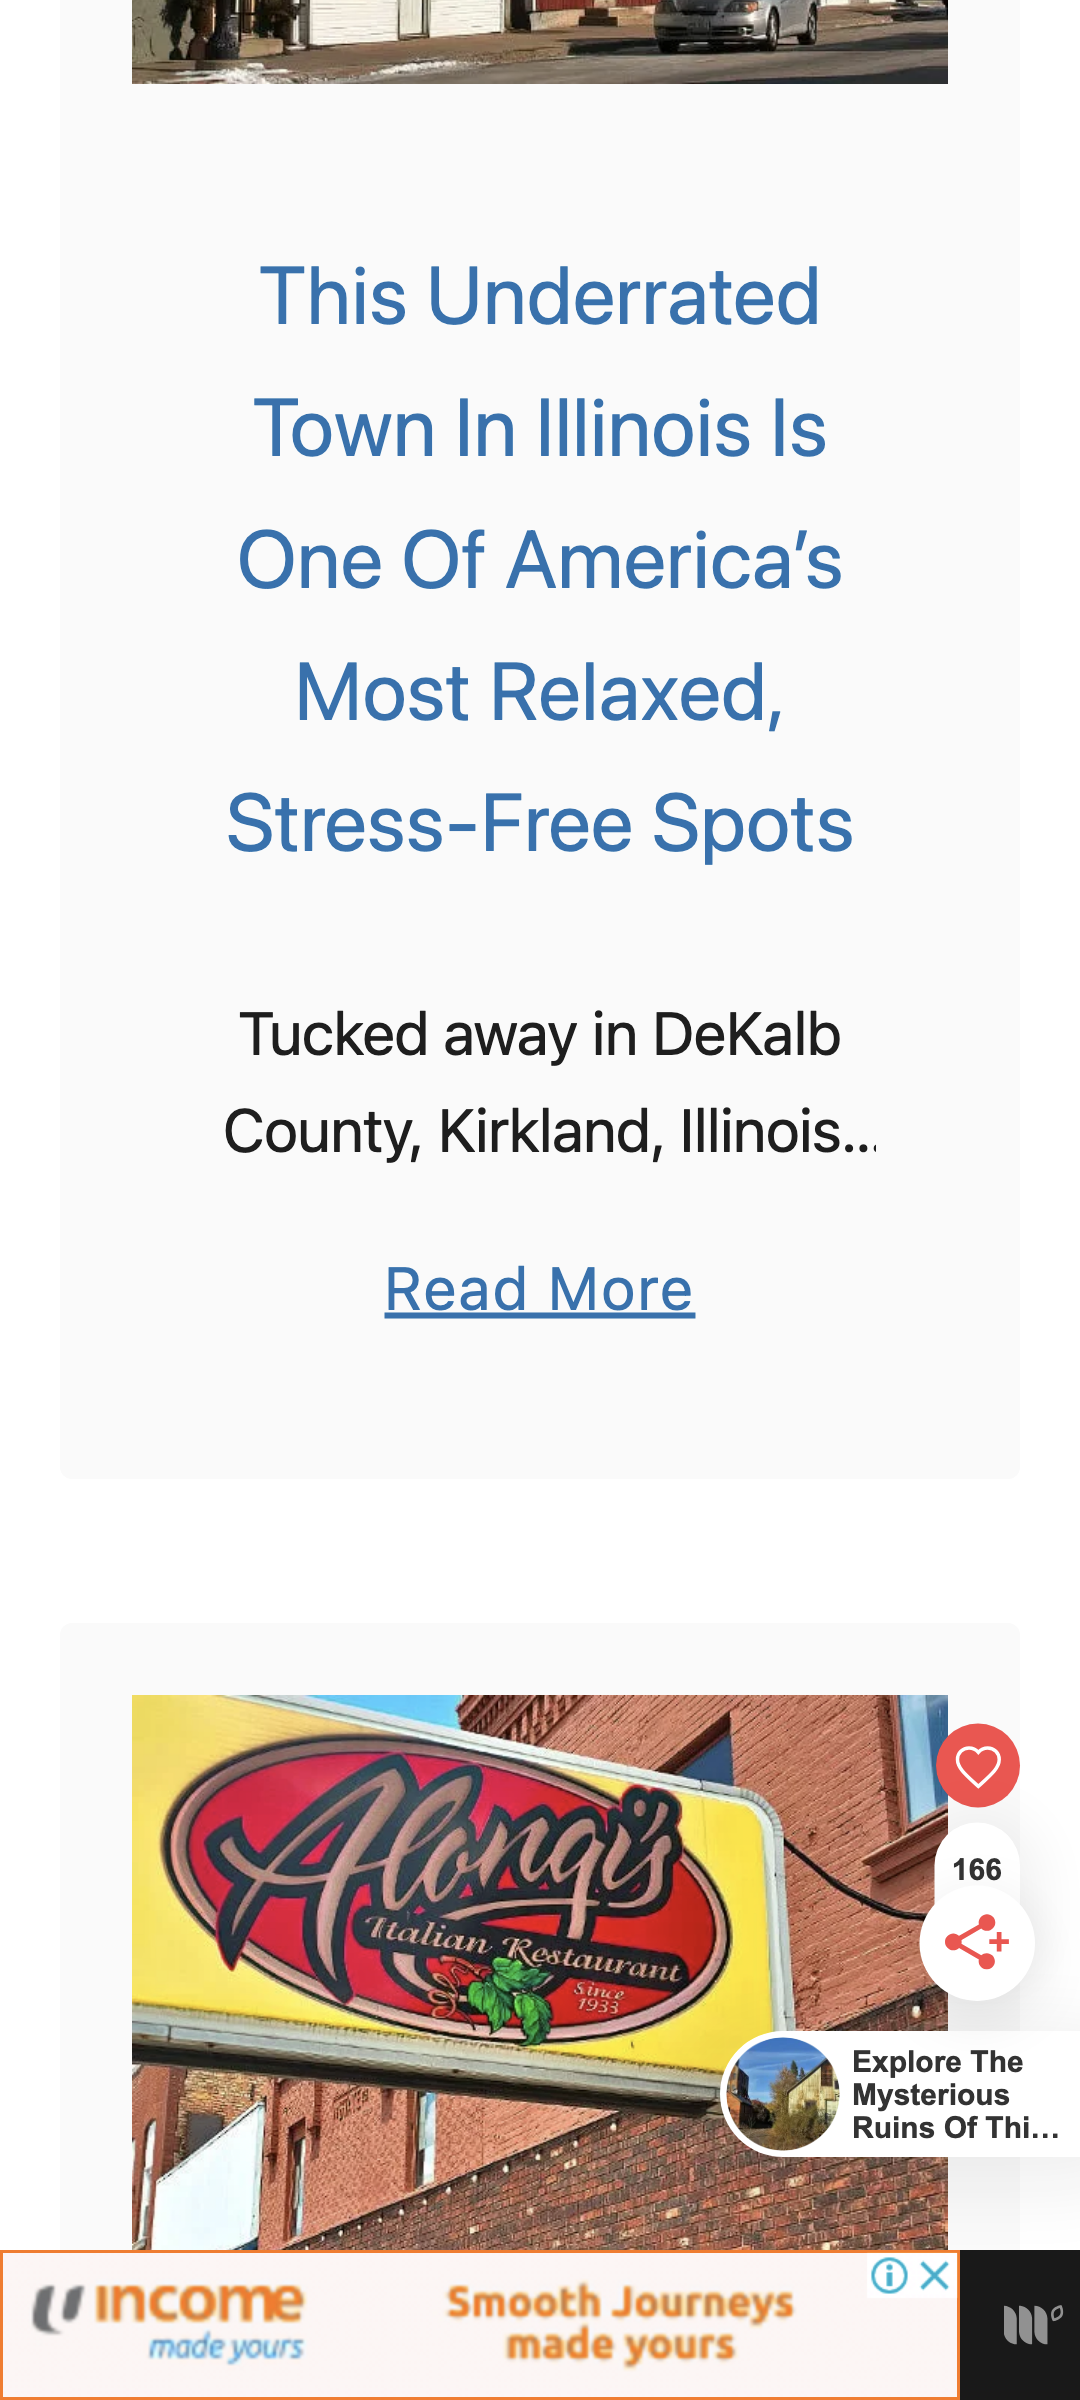 This Underrated
Town In Illinois Is
One Of America’s
Most Relaxed,
Stress-Free Spots
Tucked away in DeKalb
County, Kirkland, Illinois...
Read More
Alongi's
Italian Restaurant
Since
1933
166
Explore The
Mysterious
Ruins Of Thi...
income
made yours
Smooth Journeys
made yours